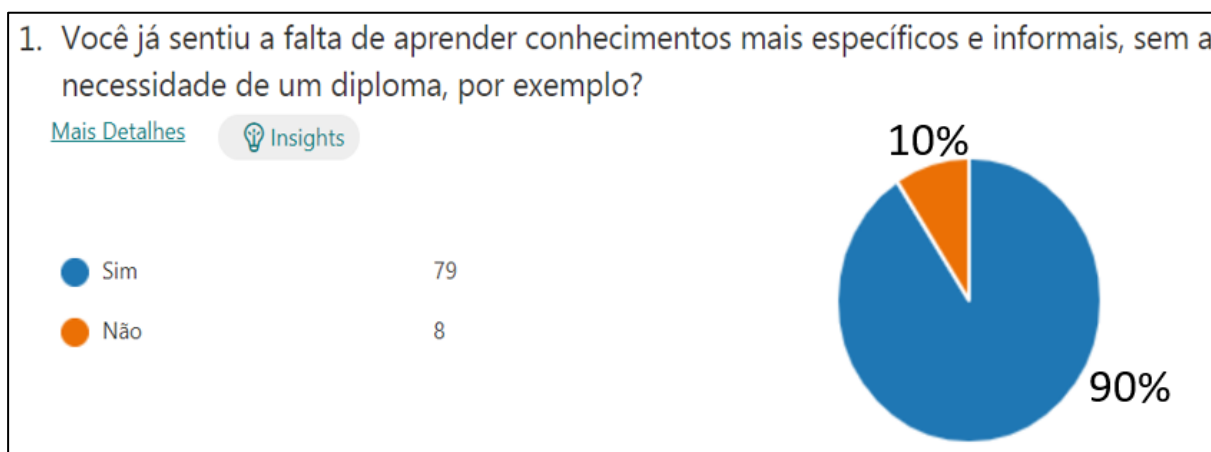 1. Você já sentiu a falta de aprender conhecimentos mais específicos e informais, sem a
necessidade de um diploma, por exemplo?
Mais Detalhes Insights
10%
Sim 79
Não 8
90%